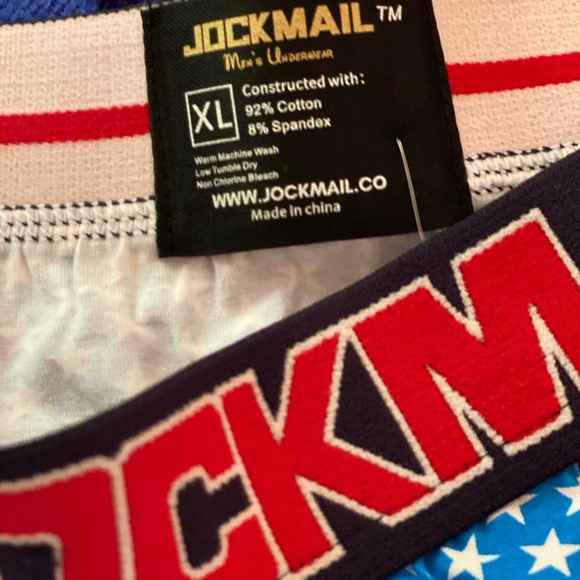 JOCKMAIL™
Men's Underwear
XL
Constructed with:
92% Cotton
8% Spandex
Warm Machine Wash
Low Tumble Dry
Non Chlorine Bleach
WWW.JOCKMAIL.CO
Made in china
OCKM